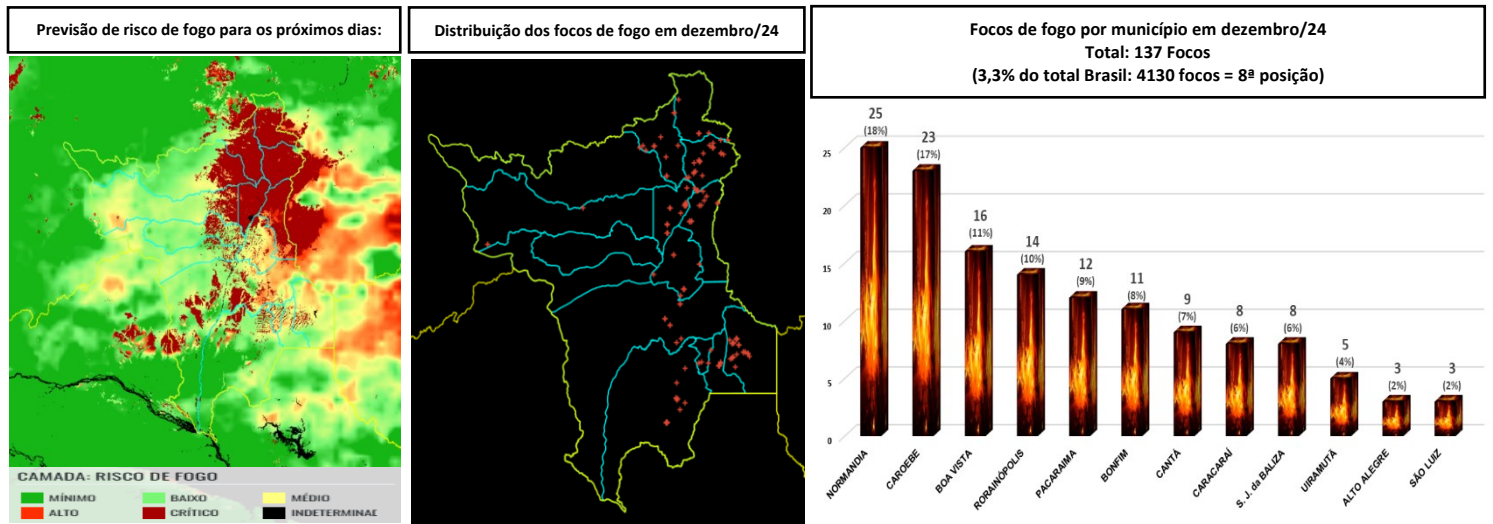 Previsão de risco de fogo para os próximos dias:
CAMADA: RISCO DE FOGO
MÍNIMO
BAIXO
MÉDIO
ALTO
CRÍTICO
INDETERMINAD
Distribuição dos focos de fogo em dezembro/24
Focos de fogo por município em dezembro/24
Total: 137 Focos
(3,3% do total Brasil: 4130 focos = 8ª posição)
25
20
15
10
5
0
25
(18%)
23
(17%)
16
(11%)
14
(10%)
12
(9%)
11
(8%)
9
(7%)
8
(6%)
8
(6%)
5
(4%)
3
(2%)
3
(2%)
NORMANDIA
CAROEBE
BOA VISTA
RORAINÓPOLIS
PACARAIMA
BONFIM
CANTÁ
CARACARAÍ
S. J. da BALIZA
UIRAMUTÃ
ALTO ALEGRE
SÃO LUIZ